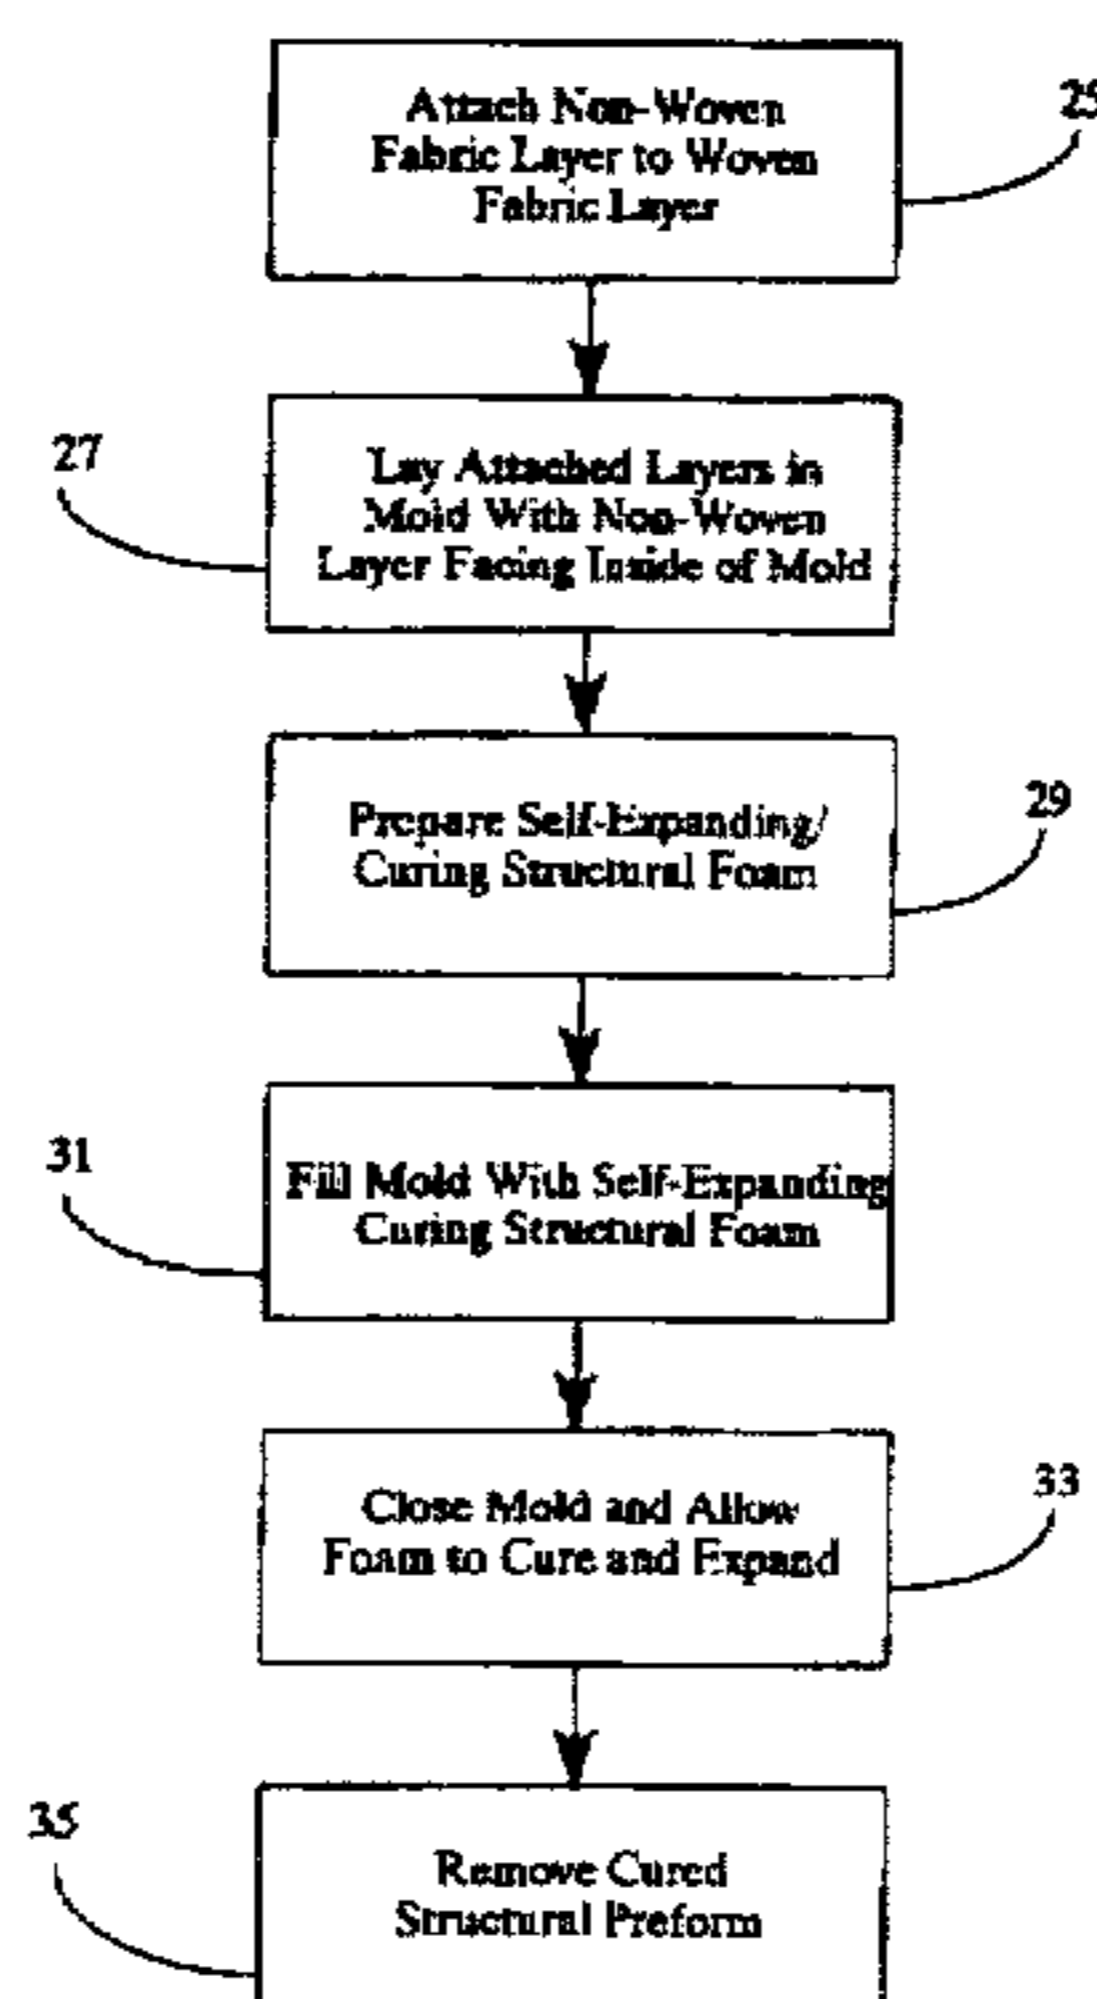 Attach Non-Woven
Fabric Layer to Woven
Fabric Layer
25
27
Lay Attached Layers in
Mold With Non-Woven
Layer Facing Inside of Mold
Prepare Self-Expanding/
Curing Structural Foam
29
31
Fill Mold With Self-Expanding
Curing Structural Foam
Close Mold and Allow
Foam to Cure and Expand
33
35
Remove Cured
Structural Preform